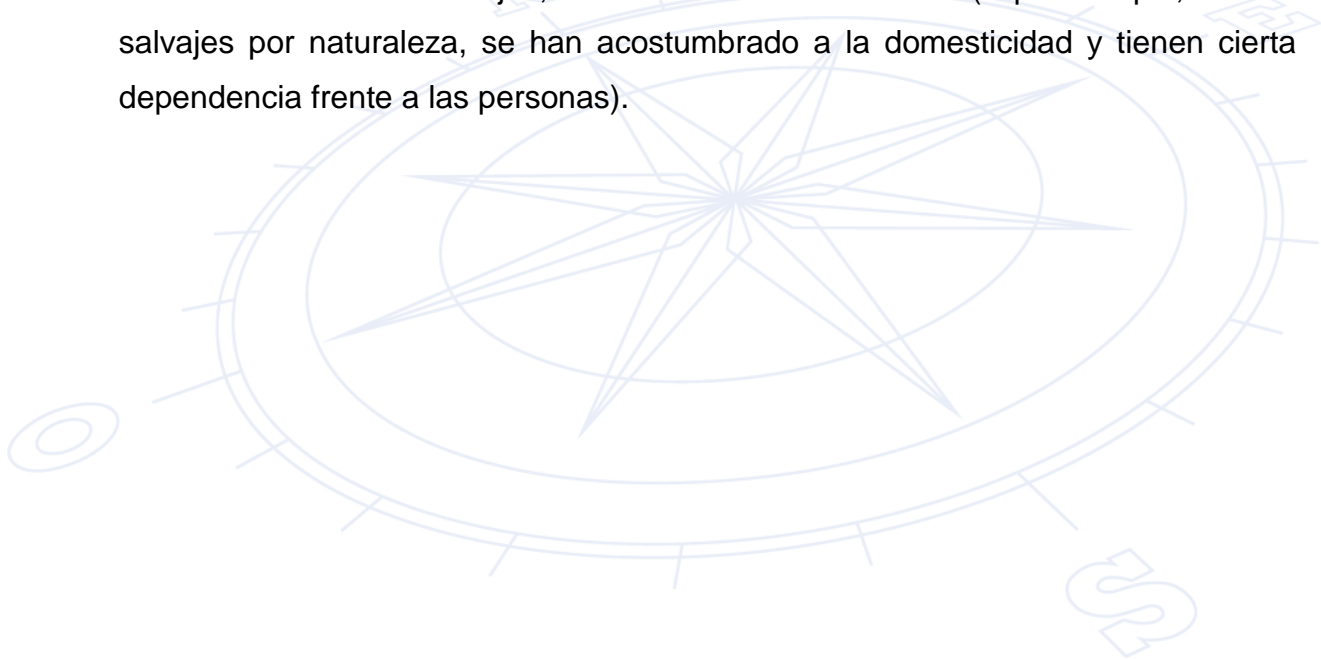 salvajes por naturaleza, se han acostumbrado a la domesticidad y tienen cierta
dependencia frente a las personas).
O
S